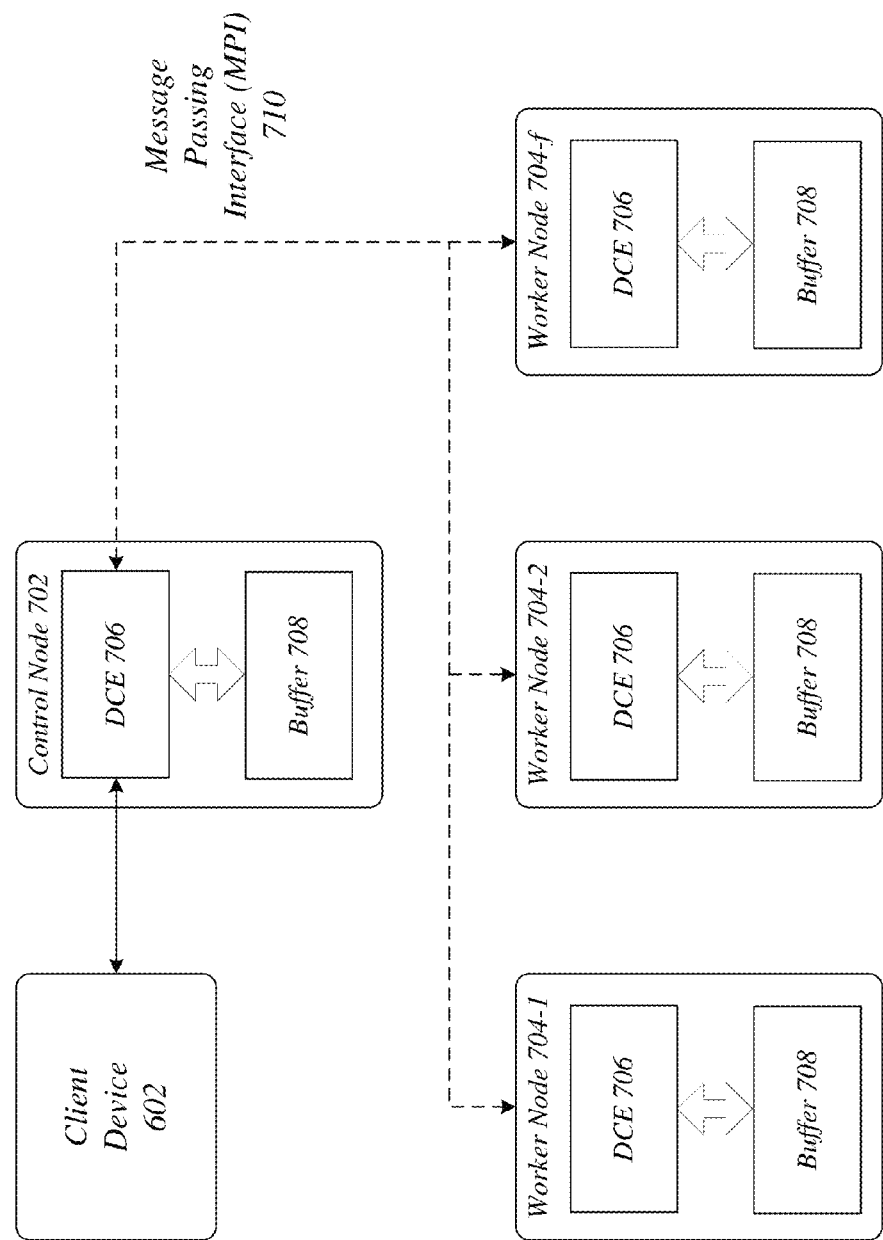 Client
Device
602
Control Node 702
DCE 706
Buffer 708
Message
Passing
Interface (MPI)
710
Worker Node 704-1
DCE 706
Buffer 708
Worker Node 704-2
DCE 706
Buffer 708
Worker Node 704-f
DCE 706
Buffer 708